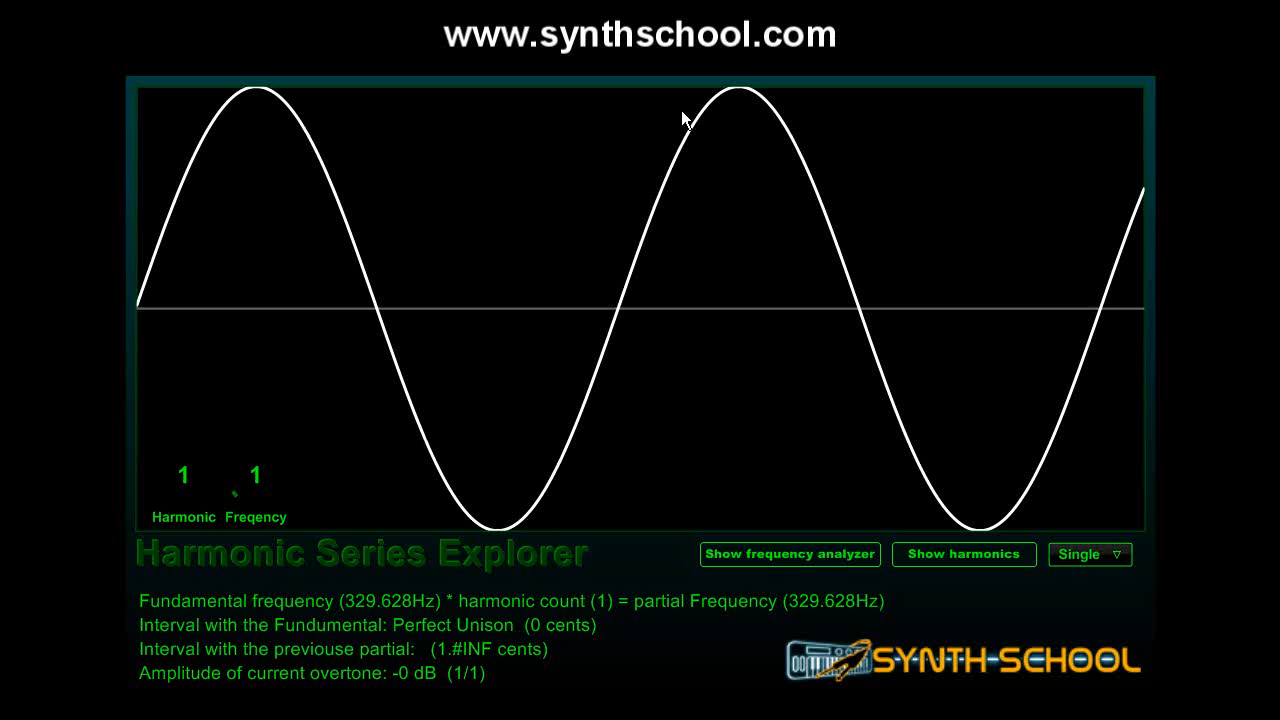 www.synthschool.com
1 1
Harmonic Freqency
Harmonic Series Explorer
Show frequency analyzer Show harmonics Single
Fundamental frequency (329.628Hz) * harmonic count (1) = partial Frequency (329.628Hz)
Interval with the Fundumental: Perfect Unison (0 cents)
Interval with the previouse partial: (1.#INF cents)
Amplitude of current overtone: -0 dB (1/1)
SYNTH-SCHOOL